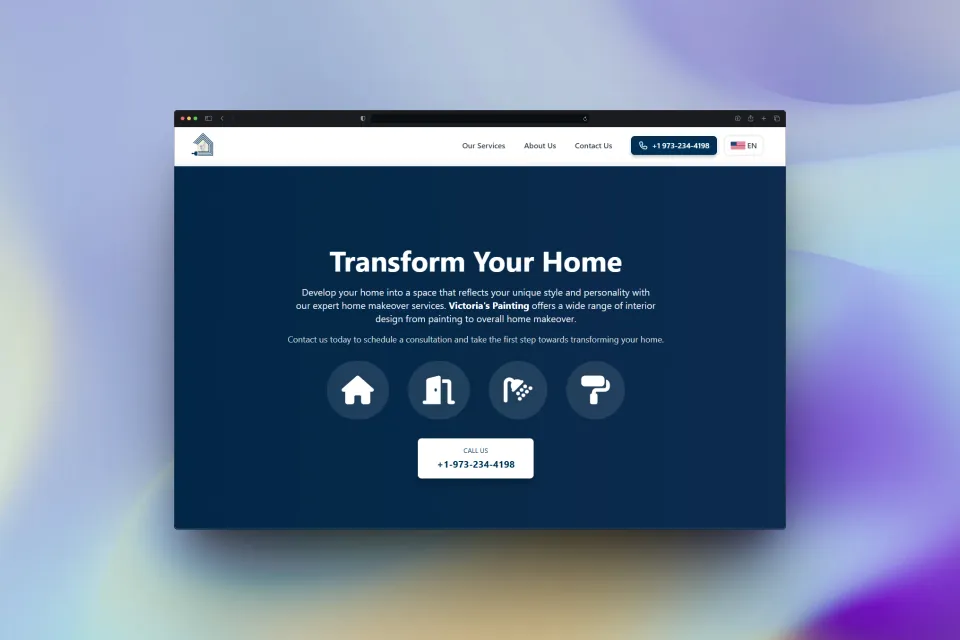 Our Services
About Us
Contact Us
+1 973-234-4198
EN
Transform Your Home
Develop your home into a space that reflects your unique style and personality with
our expert home makeover services. Victoria's Painting offers a wide range of interior
design from painting to overall home makeover.
Contact us today to schedule a consultation and take the first step towards transforming your home.
CALL US
+1-973-234-4198